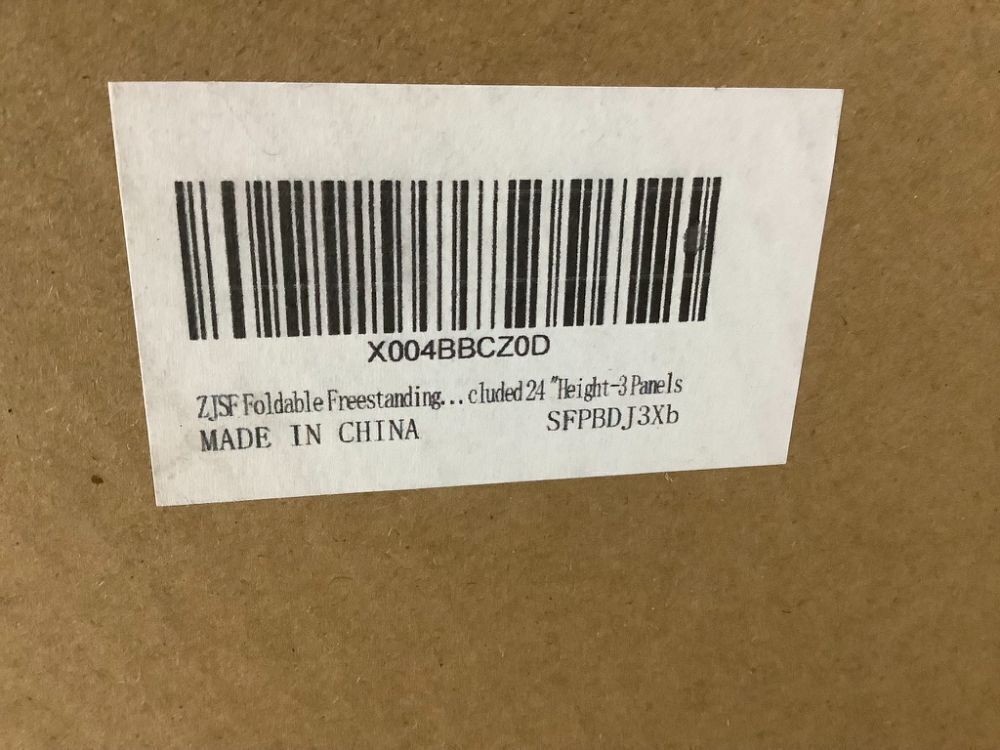 X004BBCZ0D
ZJSF Foldable Freestanding...cluded 24 "Height-3 Panels
MADE IN CHINA SFPBDJ3Xb